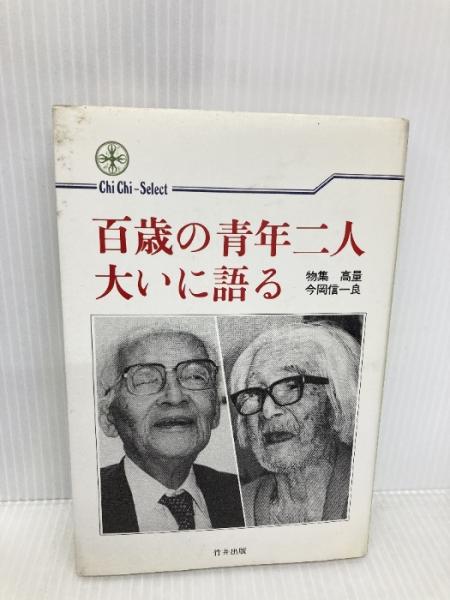 Chi Chi-Select
百歳の青年二人
大いに語る
物集 高量
今岡信一良
竹井出版